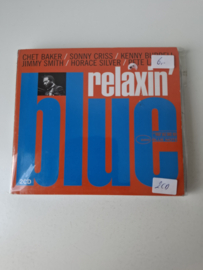 CHET BAKER / SONNY CRISS / KENNY
JIMMY SMITH / HORACE SILVER /
relaxin'
blue
2CD